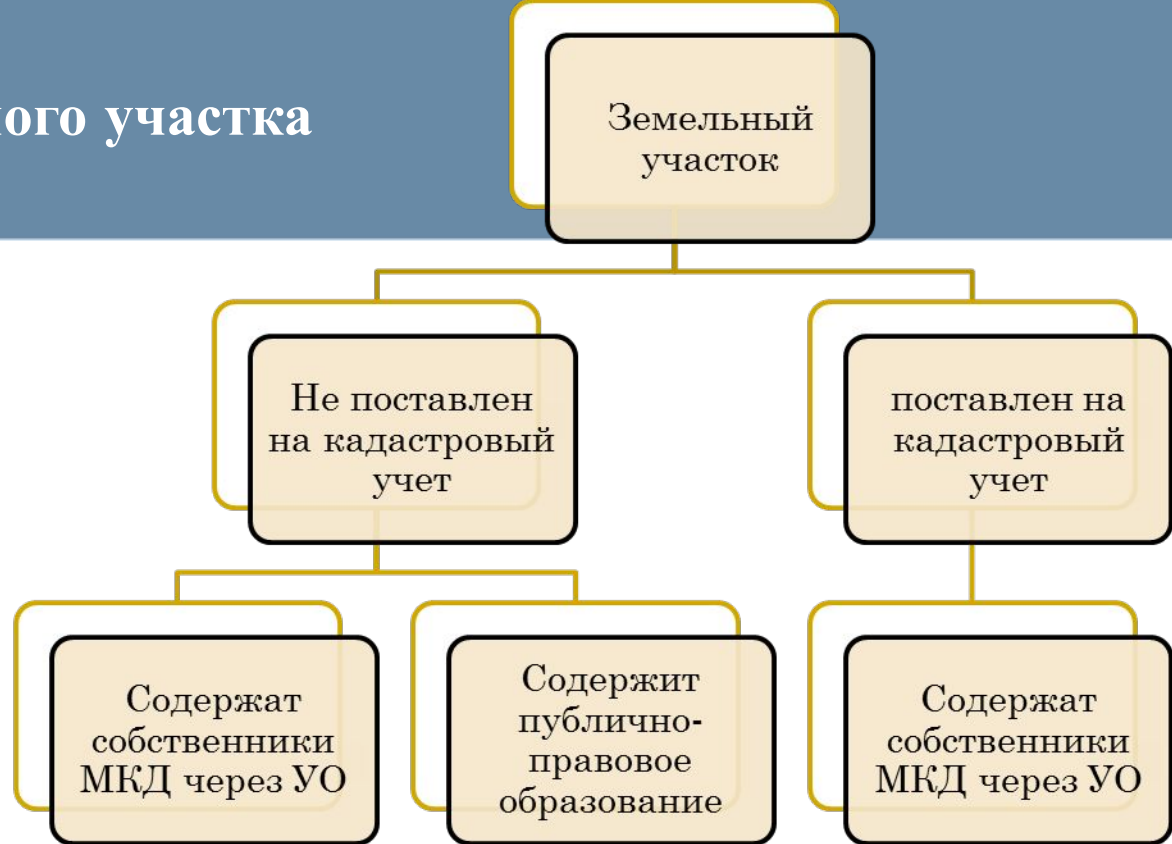 ного участка
Земельный
участок
Не поставлен
на кадастровый
учет
поставлен на
кадастровый
учет
Содержат
собственники
МКД через УО
Содержит
публично-
правовое
образование
Содержат
собственники
МКД через УО